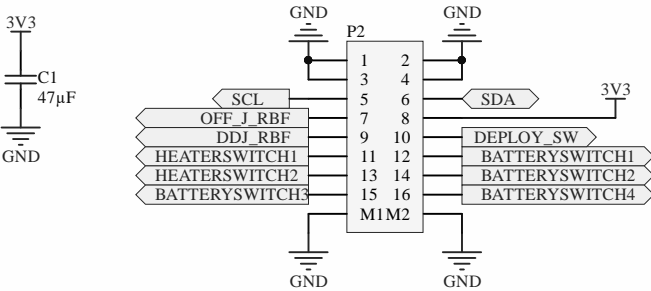 GND GND
3V3 P2
1 2
3 4
C1 SCL 5 6 SDA 3V3
47µF OFF_J_RBF 7 8
DDJ_RBF 9 10 DEPLOY_SW
GND HEATERSWITCH1 11 12 BATTERYSWITCH1
HEATERSWITCH2 13 14 BATTERYSWITCH2
BATTERYSWITCH3 15 16 BATTERYSWITCH4
M1 M2
GND GND